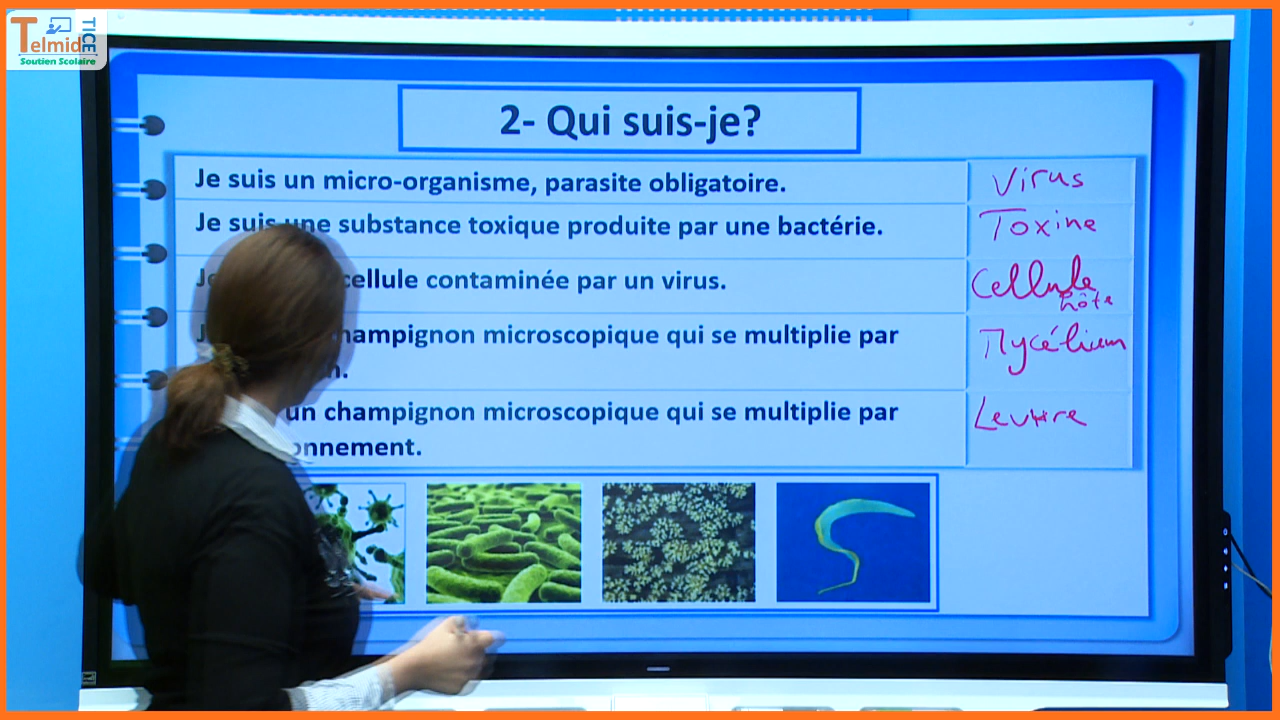 Telmid
TICE
Soutien Scolaire
2- Qui suis-je?
Je suis un micro-organisme, parasite obligatoire.
Virus
Je suis une substance toxique produite par une bactérie.
Toxine
cellule contaminée par un virus.
Cellule
hôte
champignon microscopique qui se multiplie par
Mycélium
un champignon microscopique qui se multiplie par
Levure